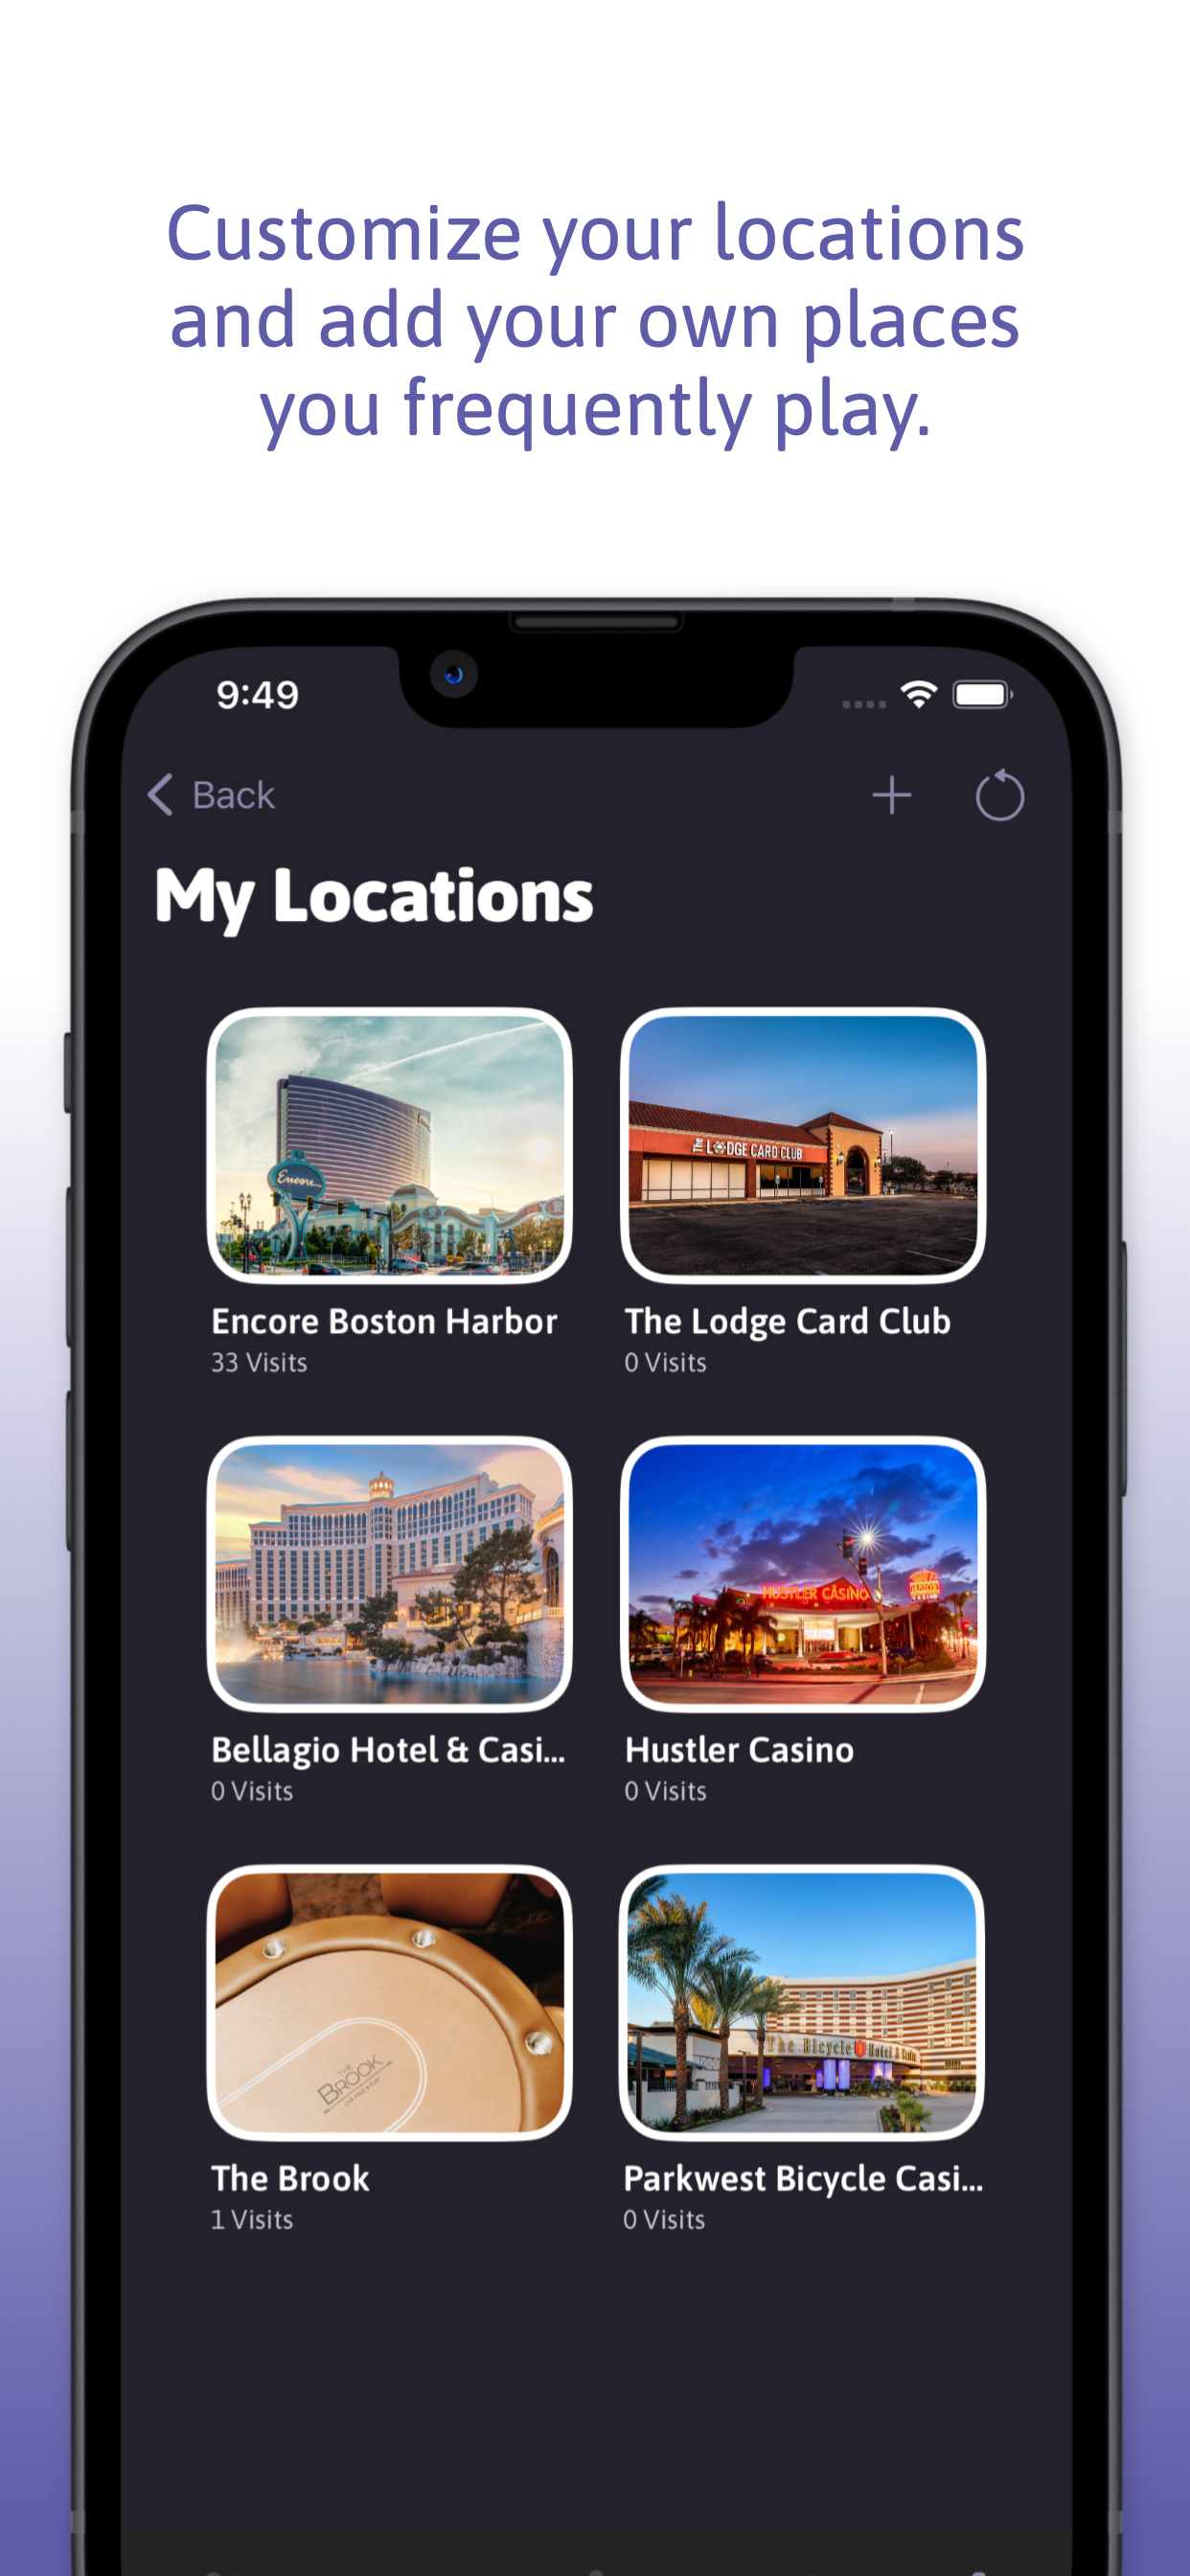 Customize your locations
and add your own places
you frequently play.
9:49
Back
My Locations
Encore
THE LODGE CARD CLUB
Encore Boston Harbor
The Lodge Card Club
33 Visits
0 Visits
HUSTLER CASINO
Bellagio Hotel & Casi...
Hustler Casino
0 Visits
0 Visits
THE
BROOK
The Bicycle Hotel & Casino
The Brook
Parkwest Bicycle Casi...
1 Visits
0 Visits